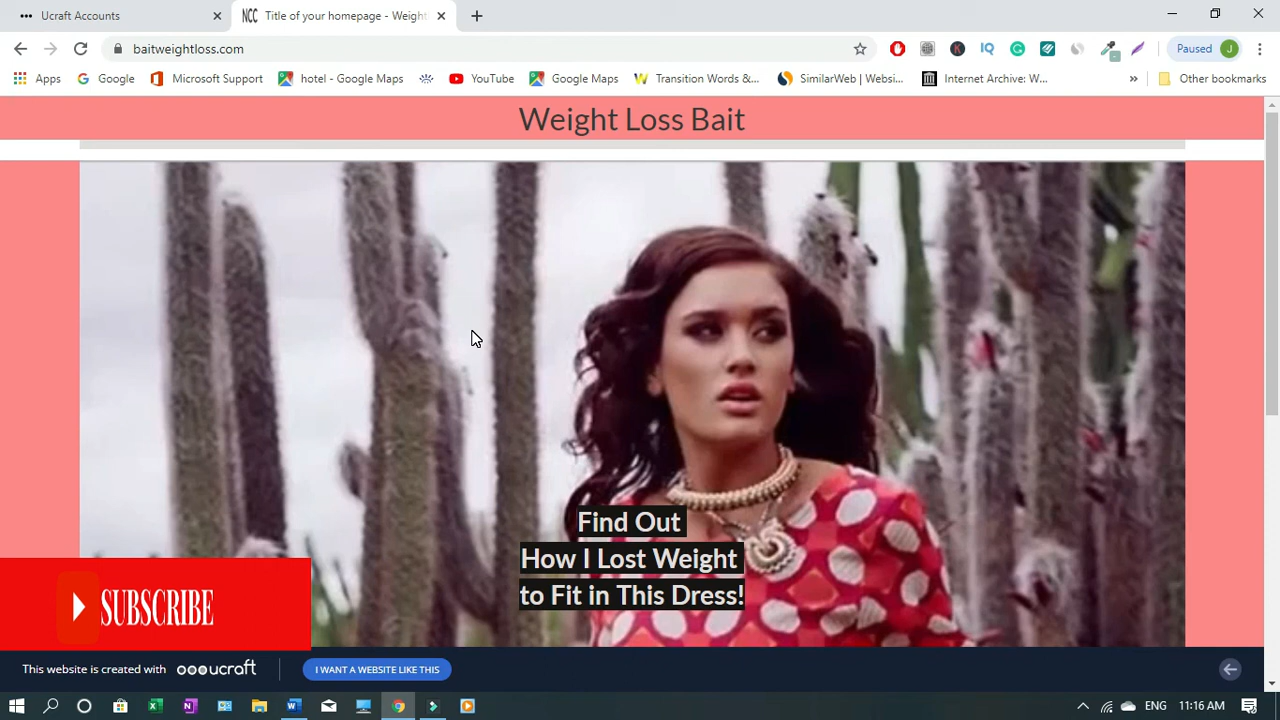 Ucraft Accounts
NCC Title of your homepage - Weight
baitweightloss.com
Paused J
Apps Google Microsoft Support hotel - Google Maps YouTube Google Maps Transition Words &... SimilarWeb | Websi... Internet Archive: W... » Other bookmarks
Weight Loss Bait
Find Out
How I Lost Weight
to Fit in This Dress!
SUBSCRIBE
This website is created with ucraft I WANT A WEBSITE LIKE THIS
ENG 11:16 AM